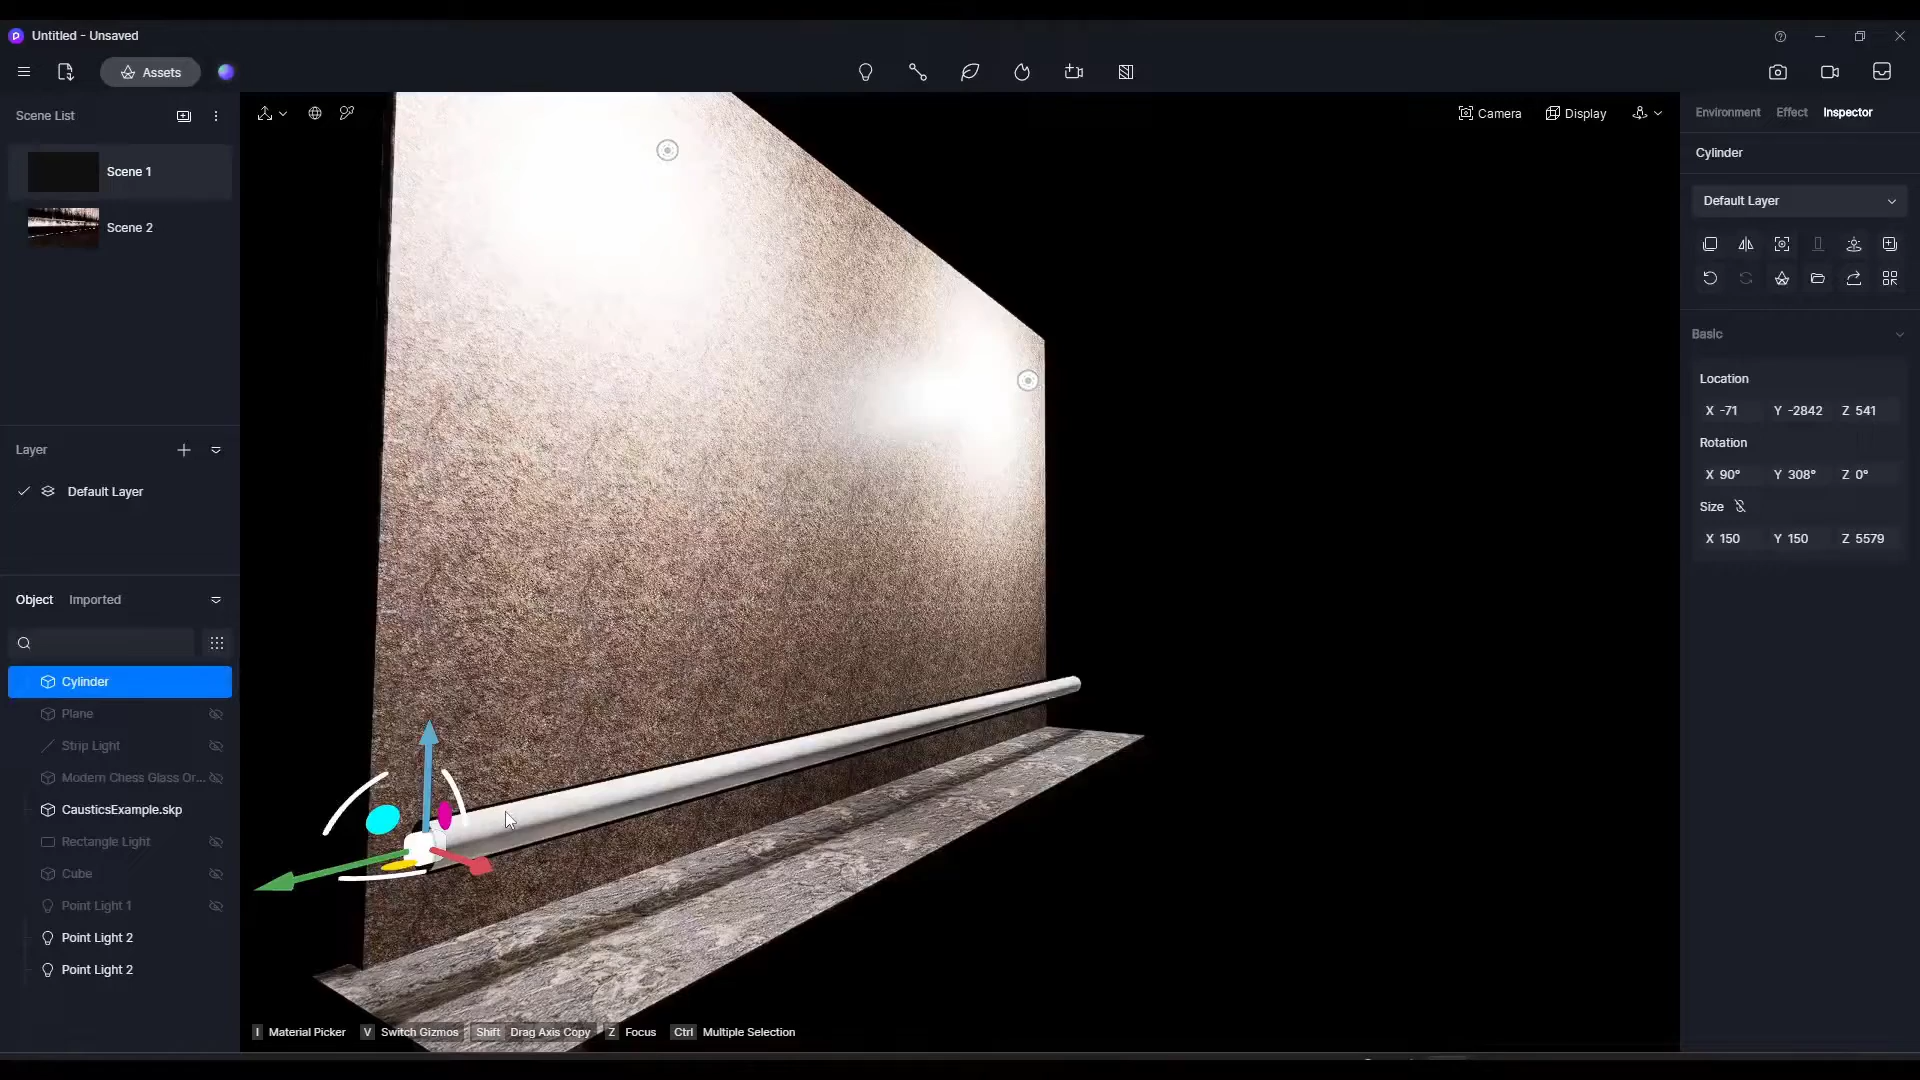 Untitled - Unsaved
Assets
Scene List
Scene 1
Scene 2
Layer
Default Layer
Object Imported
Cylinder
Plane
Strip Light
Modern Chess Glass Or...
CausticsExample.skp
Rectangle Light
Cube
Point Light 1
Point Light 2
Point Light 2
Camera Display
I Material Picker V Switch Gizmos Shift Drag Axis Copy Z Focus Ctrl Multiple Selection
Environment Effect Inspector
Cylinder
Default Layer
Basic
Location
X -71 Y -2842 Z 541
Rotation
X 90° Y 308° Z 0°
Size
X 150 Y 150 Z 5579